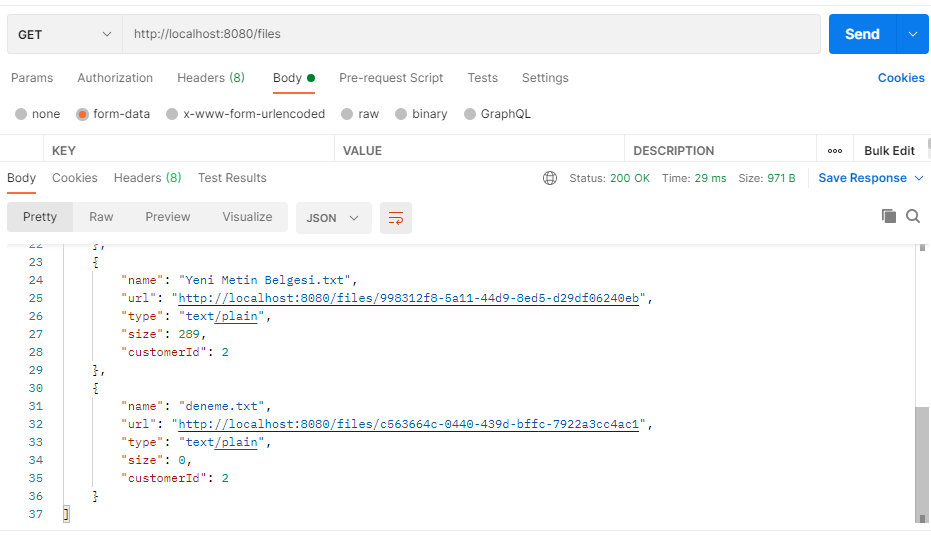 GET http://localhost:8080/files Send
Params Authorization Headers (8) Body Pre-request Script Tests Settings Cookies
none form-data x-www-form-urlencoded raw binary GraphQL
KEY VALUE DESCRIPTION ooo Bulk Edit
Body Cookies Headers (8) Test Results Status: 200 OK Time: 29 ms Size: 971 B Save Response
Pretty Raw Preview Visualize JSON
22 },
23 {
24 "name": "Yeni Metin Belgesi.txt",
25 "url": "http://localhost:8080/files/998312f8-5a11-44d9-8ed5-d29df06240eb",
26 "type": "text/plain",
27 "size": 289,
28 "customerId": 2
29 },
30 {
31 "name": "deneme.txt",
32 "url": "http://localhost:8080/files/c563664c-0440-439d-bffc-7922a3cc4ac1",
33 "type": "text/plain",
34 "size": 0,
35 "customerId": 2
36 }
37 ]